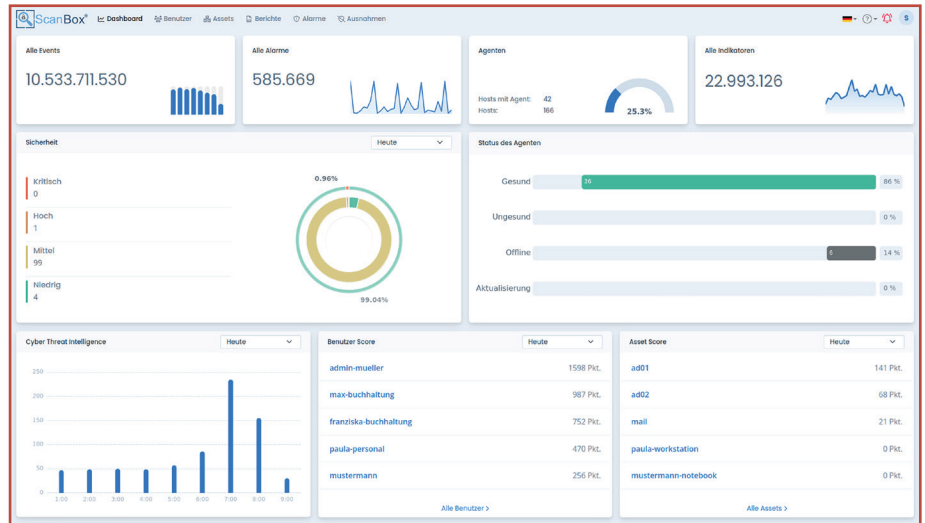 ScanBox®
Dashboard
Benutzer
Assets
Berichte
Alarme
Ausnahmen
S
Alle Events
10.533.711.530
Alle Alarme
585.669
Agenten
Hosts mit Agent: 42
Hosts: 166
25.3%
Alle Indikatoren
22.993.126
Sicherheit
Heute
Kritisch
0
Hoch
1
Mittel
99
Niedrig
4
0.96%
99.04%
Status des Agenten
Gesund 36 86 %
Ungesund 0 %
Offline 6 14 %
Aktualisierung 0 %
Cyber Threat Intelligence
Heute
250
200
150
100
50
0
1:00 2:00 3:00 4:00 5:00 6:00 7:00 8:00 9:00
Benutzer Score
Heute
admin-mueller 1598 Pkt.
max-buchhaltung 987 Pkt.
franziska-buchhaltung 752 Pkt.
paula-personal 470 Pkt.
mustermann 256 Pkt.
Alle Benutzer >
Asset Score
Heute
ad01 141 Pkt.
ad02 68 Pkt.
mail 21 Pkt.
paula-workstation 0 Pkt.
mustermann-notebook 0 Pkt.
Alle Assets >